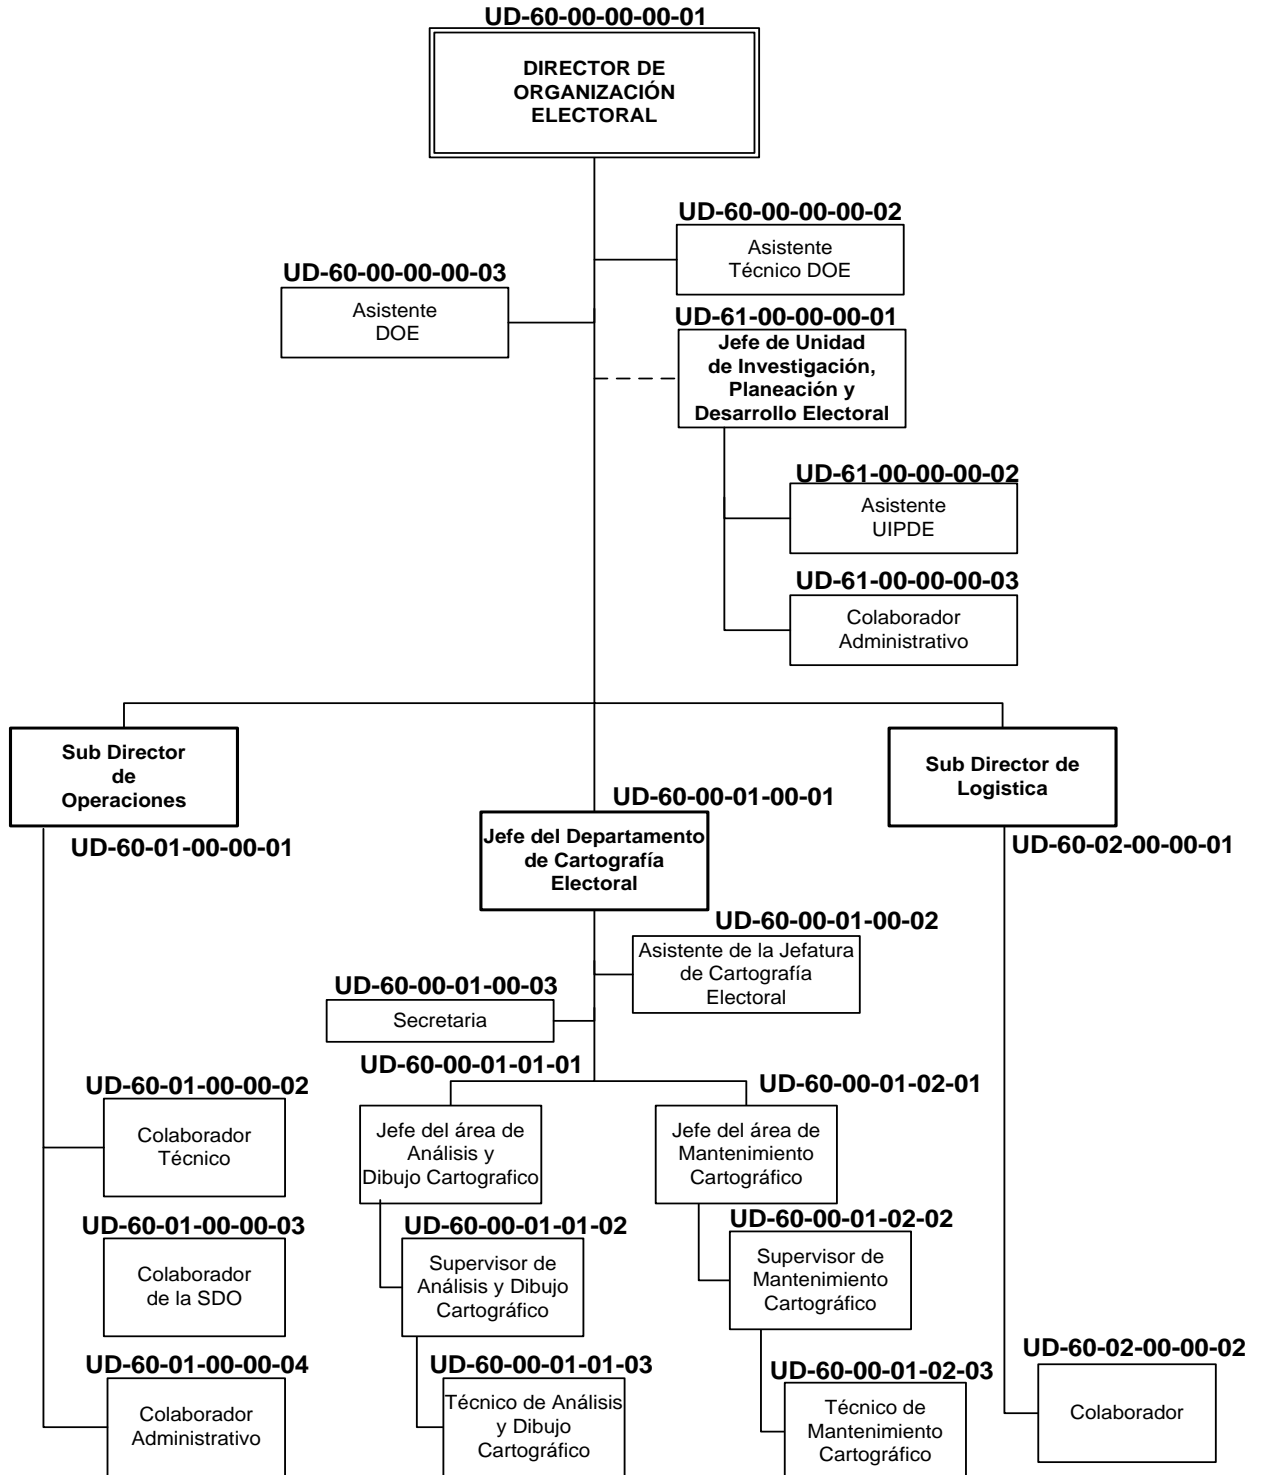 UD-60-00-00-00-01
DIRECTOR DE
ORGANIZACIÓN
ELECTORAL
UD-60-00-00-00-02
Asistente
Técnico DOE
UD-60-00-00-00-03
Asistente
DOE
UD-61-00-00-00-01
Jefe de Unidad
de Investigación,
Planeación y
Desarrollo Electoral
UD-61-00-00-00-02
Asistente
UIPDE
UD-61-00-00-00-03
Colaborador
Administrativo
Sub Director
de
Operaciones
UD-60-01-00-00-01
UD-60-00-01-00-01
Jefe del Departamento
de Cartografía
Electoral
Sub Director de
Logistica
UD-60-02-00-00-01
UD-60-00-01-00-02
Asistente de la Jefatura
de Cartografía
Electoral
UD-60-00-01-00-03
Secretaria
UD-60-01-00-00-02
Colaborador
Técnico
UD-60-00-01-01-01
Jefe del área de
Análisis y
Dibujo Cartografico
UD-60-00-01-02-01
Jefe del área de
Mantenimiento
Cartográfico
UD-60-01-00-00-03
Colaborador
de la SDO
UD-60-00-01-01-02
Supervisor de
Análisis y Dibujo
Cartográfico
UD-60-00-01-02-02
Supervisor de
Mantenimiento
Cartográfico
UD-60-01-00-00-04
Colaborador
Administrativo
UD-60-00-01-01-03
Técnico de Análisis
y Dibujo
Cartográfico
UD-60-00-01-02-03
Técnico de
Mantenimiento
Cartográfico
UD-60-02-00-00-02
Colaborador